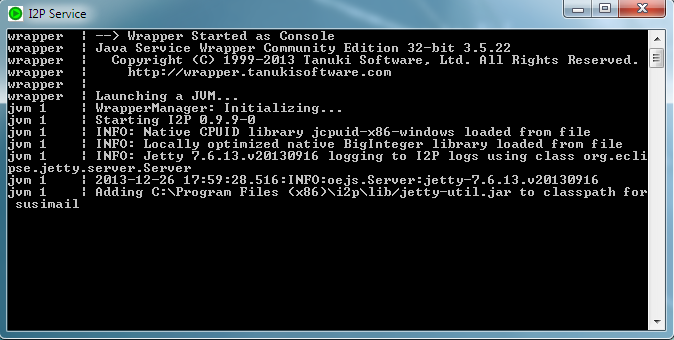 I2P Service
wrapper  | --> Wrapper Started as Console
wrapper  | Java Service Wrapper Community Edition 32-bit 3.5.22
wrapper  |   Copyright (C) 1999-2013 Tanuki Software, Ltd. All Rights Reserved.
wrapper  |     http://wrapper.tanukisoftware.com
wrapper  |
wrapper  | Launching a JVM...
jvm 1    | WrapperManager: Initializing...
jvm 1    | Starting I2P 0.9.9-0
jvm 1    | INFO: Native CPUID library jcpuid-x86-windows loaded from file
jvm 1    | INFO: Locally optimized native BigInteger library loaded from file
jvm 1    | INFO: Jetty 7.6.13.v20130916 logging to I2P logs using class org.ecli
pse.jetty.server.Server
jvm 1    | 2013-12-26 17:59:28.516:INFO:oejs.Server:jetty-7.6.13.v20130916
jvm 1    | Adding C:\Program Files (x86)\i2p\lib/jetty-util.jar to classpath for
 susimail